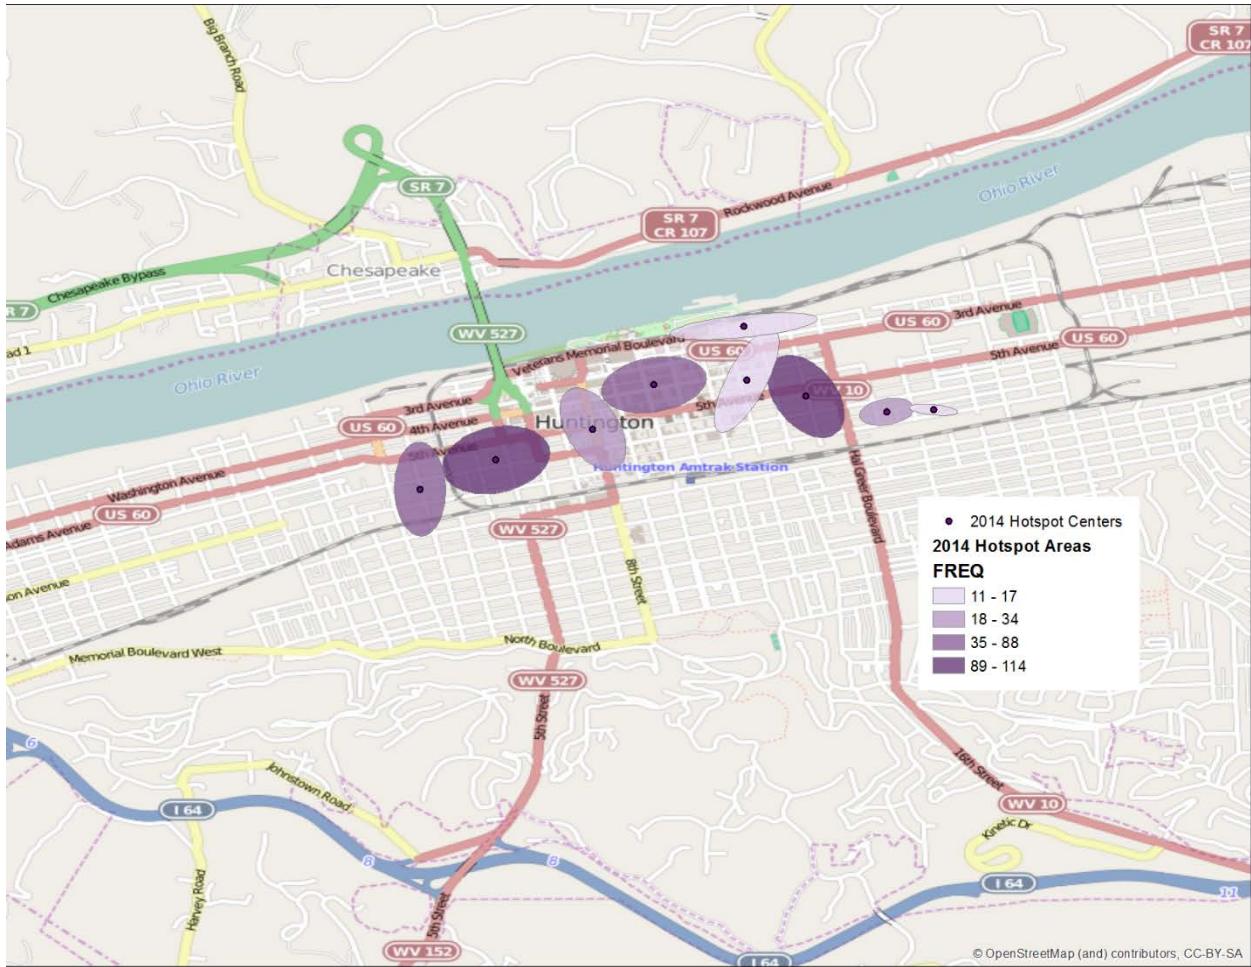 Big Branch Road
SR 7
CR 107
SR 7
Rockwood Avenue
Ohio River
SR 7
CR 107
Chesapeake
Chesapeake Bypass
R 7
WV 527
US 60
3rd Avenue
US 60
5th Avenue
ad 1
Ohio River
Veterans Memorial Boulevard
US 60
WV 10
3rd Avenue
5th Avenue
US 60
4th Avenue
Huntington
5th Avenue
Huntington Amtrak Station
Washington Avenue
US 60
Adams Avenue
WV 527
Hal Greer Boulevard
on Avenue
8th Street
2014 Hotspot Centers
2014 Hotspot Areas
FREQ
11 - 17
18 - 34
35 - 88
89 - 114
North Boulevard
Memorial Boulevard West
WV 527
5th Street
6
Johnstown Road
16th Street
I 64
WV 10
Kinetic Dr
8
8
I 64
11
Harvey Road
5th Street
WV 152
I 64
© OpenStreetMap (and) contributors, CC-BY-SA